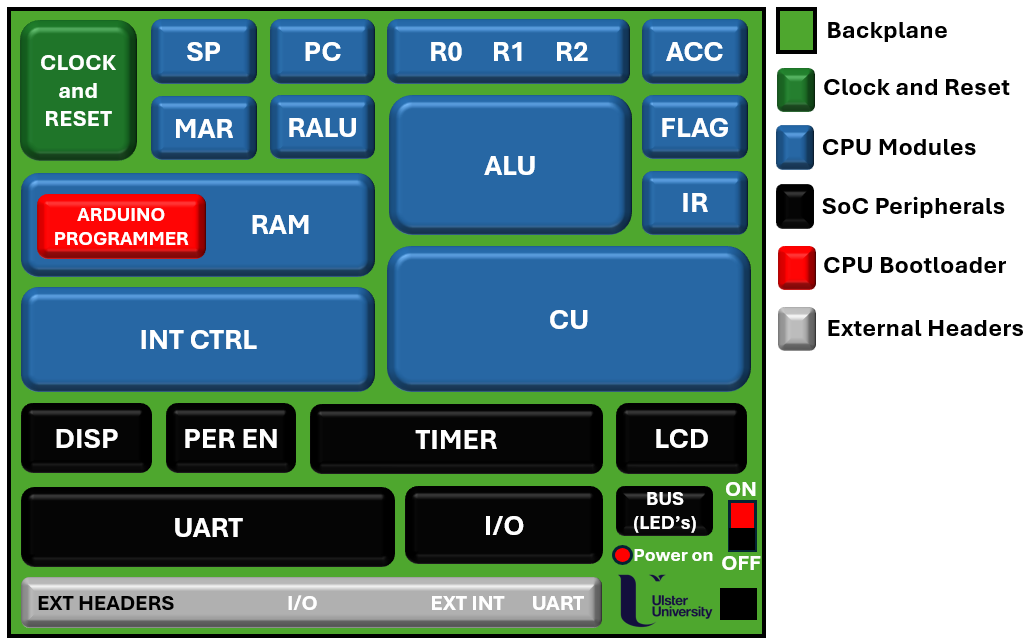 CLOCK
and
RESET
SP
PC
R0 R1 R2
ACC
MAR
RALU
ALU
FLAG
IR
ARDUINO
PROGRAMMER
RAM
INT CTRL
CU
DISP
PER EN
TIMER
LCD
UART
I/O
BUS
(LED’s)
ON
OFF
Power on
EXT HEADERS I/O EXT INT UART
Ulster
University
Backplane
Clock and Reset
CPU Modules
SoC Peripherals
CPU Bootloader
External Headers